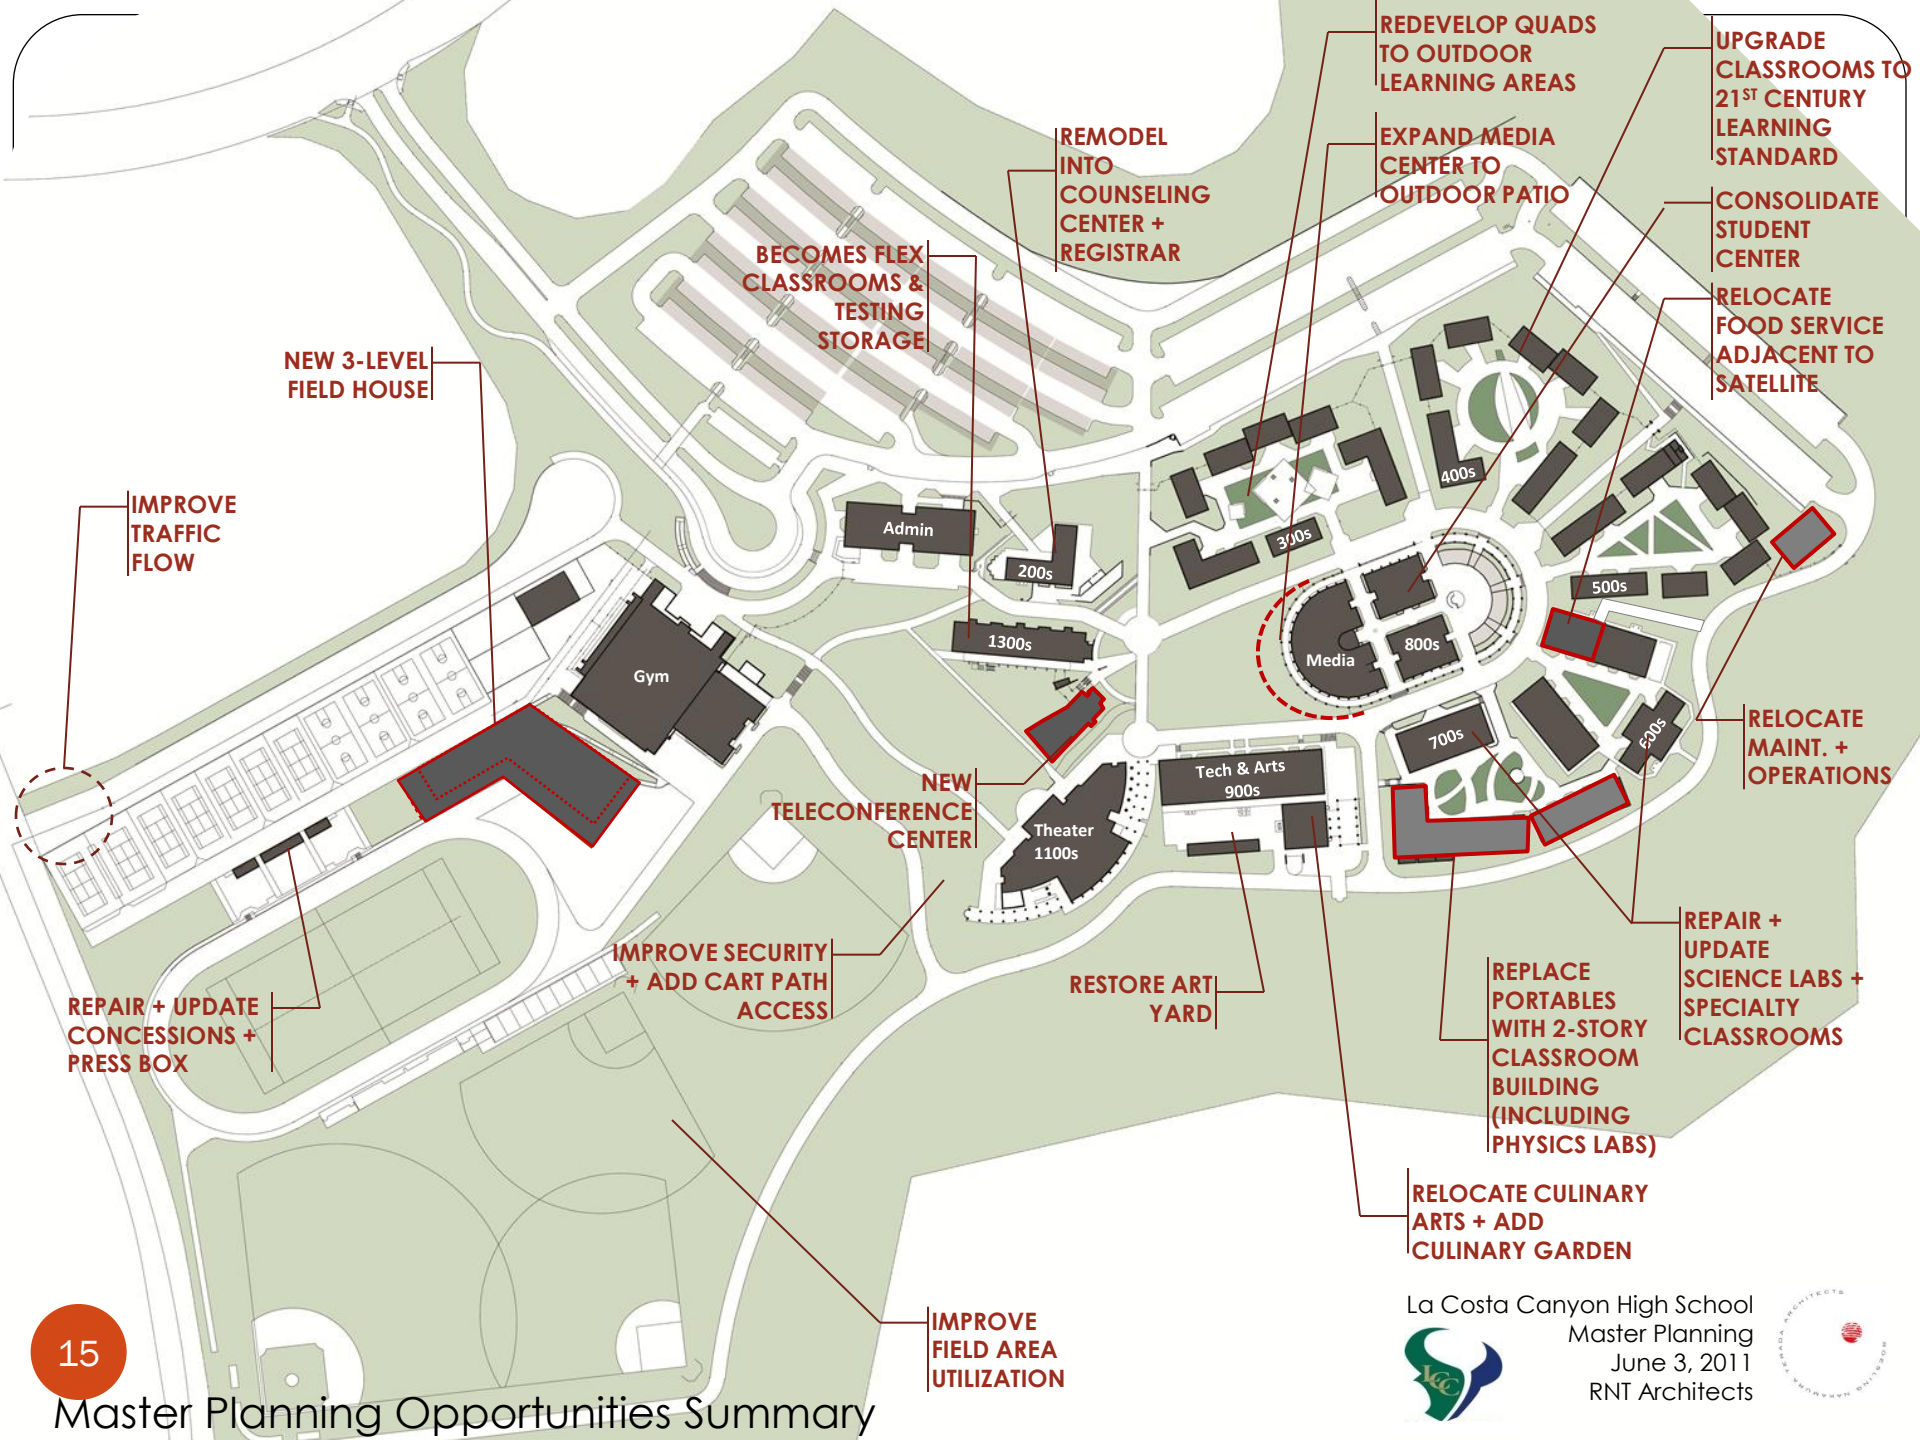 REDEVELOP QUADS
TO OUTDOOR
LEARNING AREAS
UPGRADE
CLASSROOMS TO
21ST CENTURY
LEARNING
STANDARD
REMODEL
INTO
COUNSELING
CENTER +
REGISTRAR
EXPAND MEDIA
CENTER TO
OUTDOOR PATIO
CONSOLIDATE
STUDENT
CENTER
BECOMES FLEX
CLASSROOMS &
TESTING
STORAGE
RELOCATE
FOOD SERVICE
ADJACENT TO
SATELLITE
NEW 3-LEVEL
FIELD HOUSE
IMPROVE
TRAFFIC
FLOW
400s
Admin
300s
200s
500s
1300s
800s
Media
Gym
600s
700s
RELOCATE
MAINT. +
OPERATIONS
NEW
TELECONFERENCE
CENTER
Tech & Arts
900s
Theater
1100s
IMPROVE SECURITY
+ ADD CART PATH
ACCESS
REPAIR + UPDATE
CONCESSIONS +
PRESS BOX
RESTORE ART
YARD
REPAIR +
UPDATE
SCIENCE LABS +
SPECIALTY
CLASSROOMS
REPLACE
PORTABLES
WITH 2-STORY
CLASSROOM
BUILDING
(INCLUDING
PHYSICS LABS)
RELOCATE CULINARY
ARTS + ADD
CULINARY GARDEN
IMPROVE
FIELD AREA
UTILIZATION
La Costa Canyon High School
Master Planning
June 3, 2011
RNT Architects
LCC
ROESLING NAKAMURA TERADA ARCHITECTS
15
Master Planning Opportunities Summary